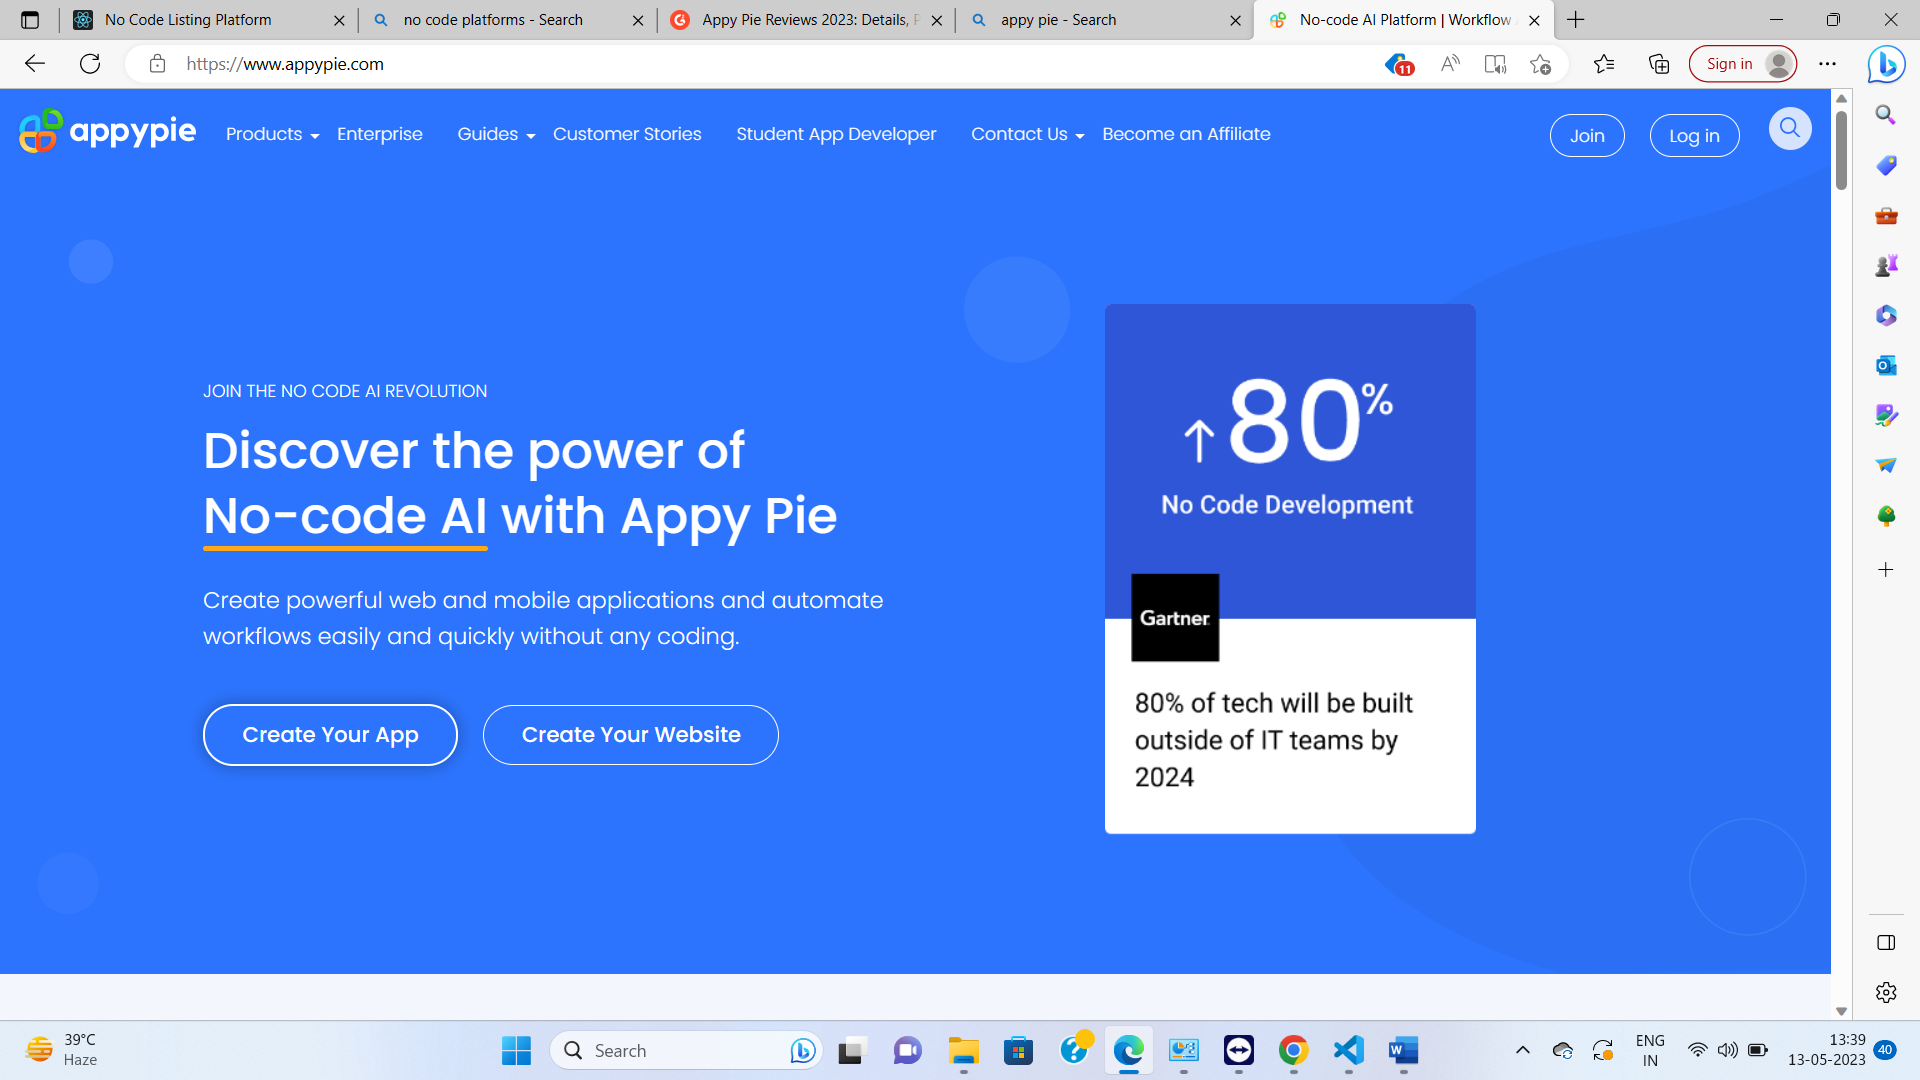 No Code Listing Platform
no code platforms - Search
Appy Pie Reviews 2023: Details,
appy pie - Search
No-code AI Platform | Workflow
https://www.appypie.com
11
Sign in
appypie
Products
Enterprise
Guides
Customer Stories
Student App Developer
Contact Us
Become an Affiliate
Join
Log in
JOIN THE NO CODE AI REVOLUTION
Discover the power of
No-code AI with Appy Pie
Create powerful web and mobile applications and automate
workflows easily and quickly without any coding.
Create Your App
Create Your Website
↑80%
No Code Development
Gartner
80% of tech will be built
outside of IT teams by
2024
39°C
Haze
Search
ENG
IN
13:39
13-05-2023
40